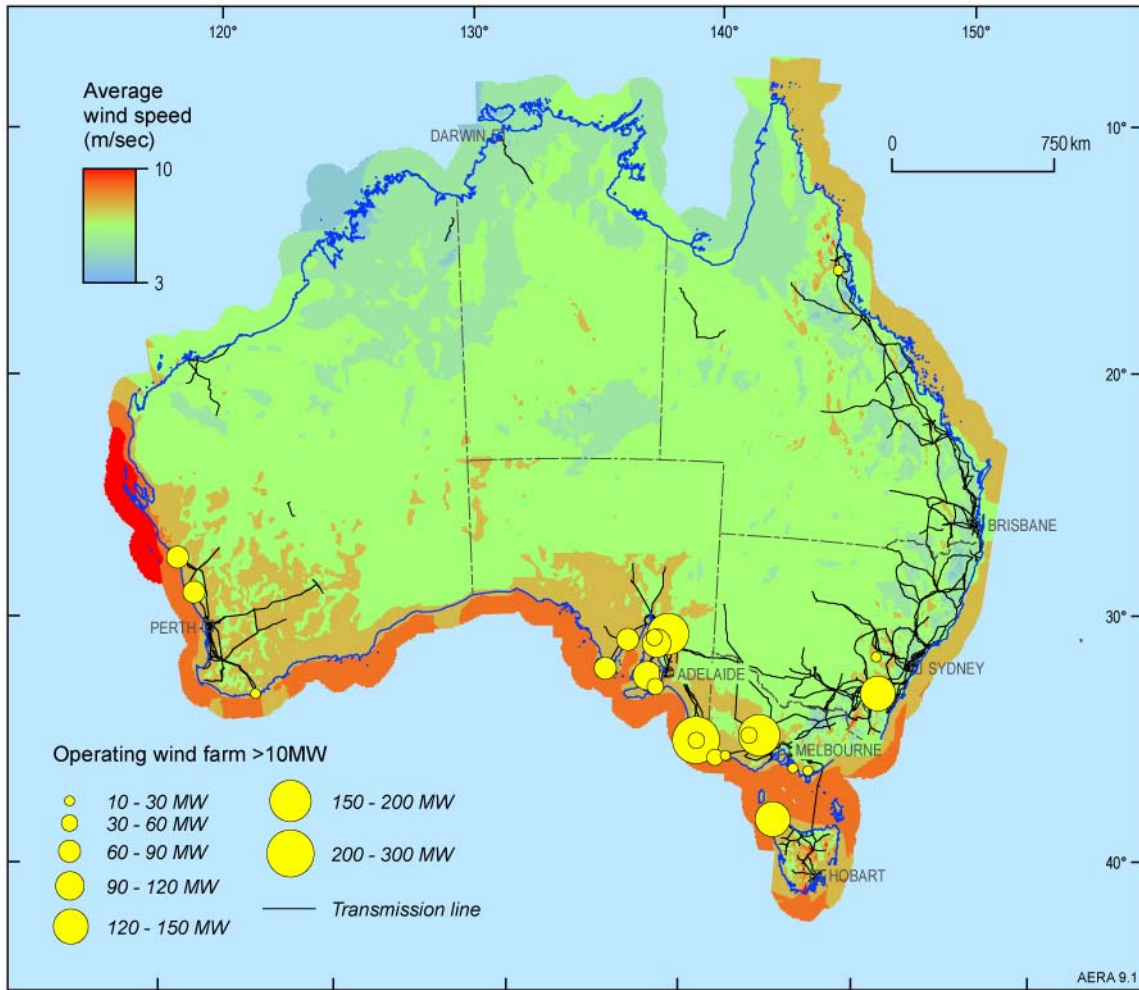 120°
130°
140°
150°
Average
wind speed
(m/sec)
10
3
DARWIN
0
750 km
10°
20°
BRISBANE
30°
PERTH
ADELAIDE
SYDNEY
MELBOURNE
HOBART
40°
Operating wind farm >10MW
10 - 30 MW
30 - 60 MW
60 - 90 MW
90 - 120 MW
120 - 150 MW
150 - 200 MW
200 - 300 MW
Transmission line
AERA 9.1